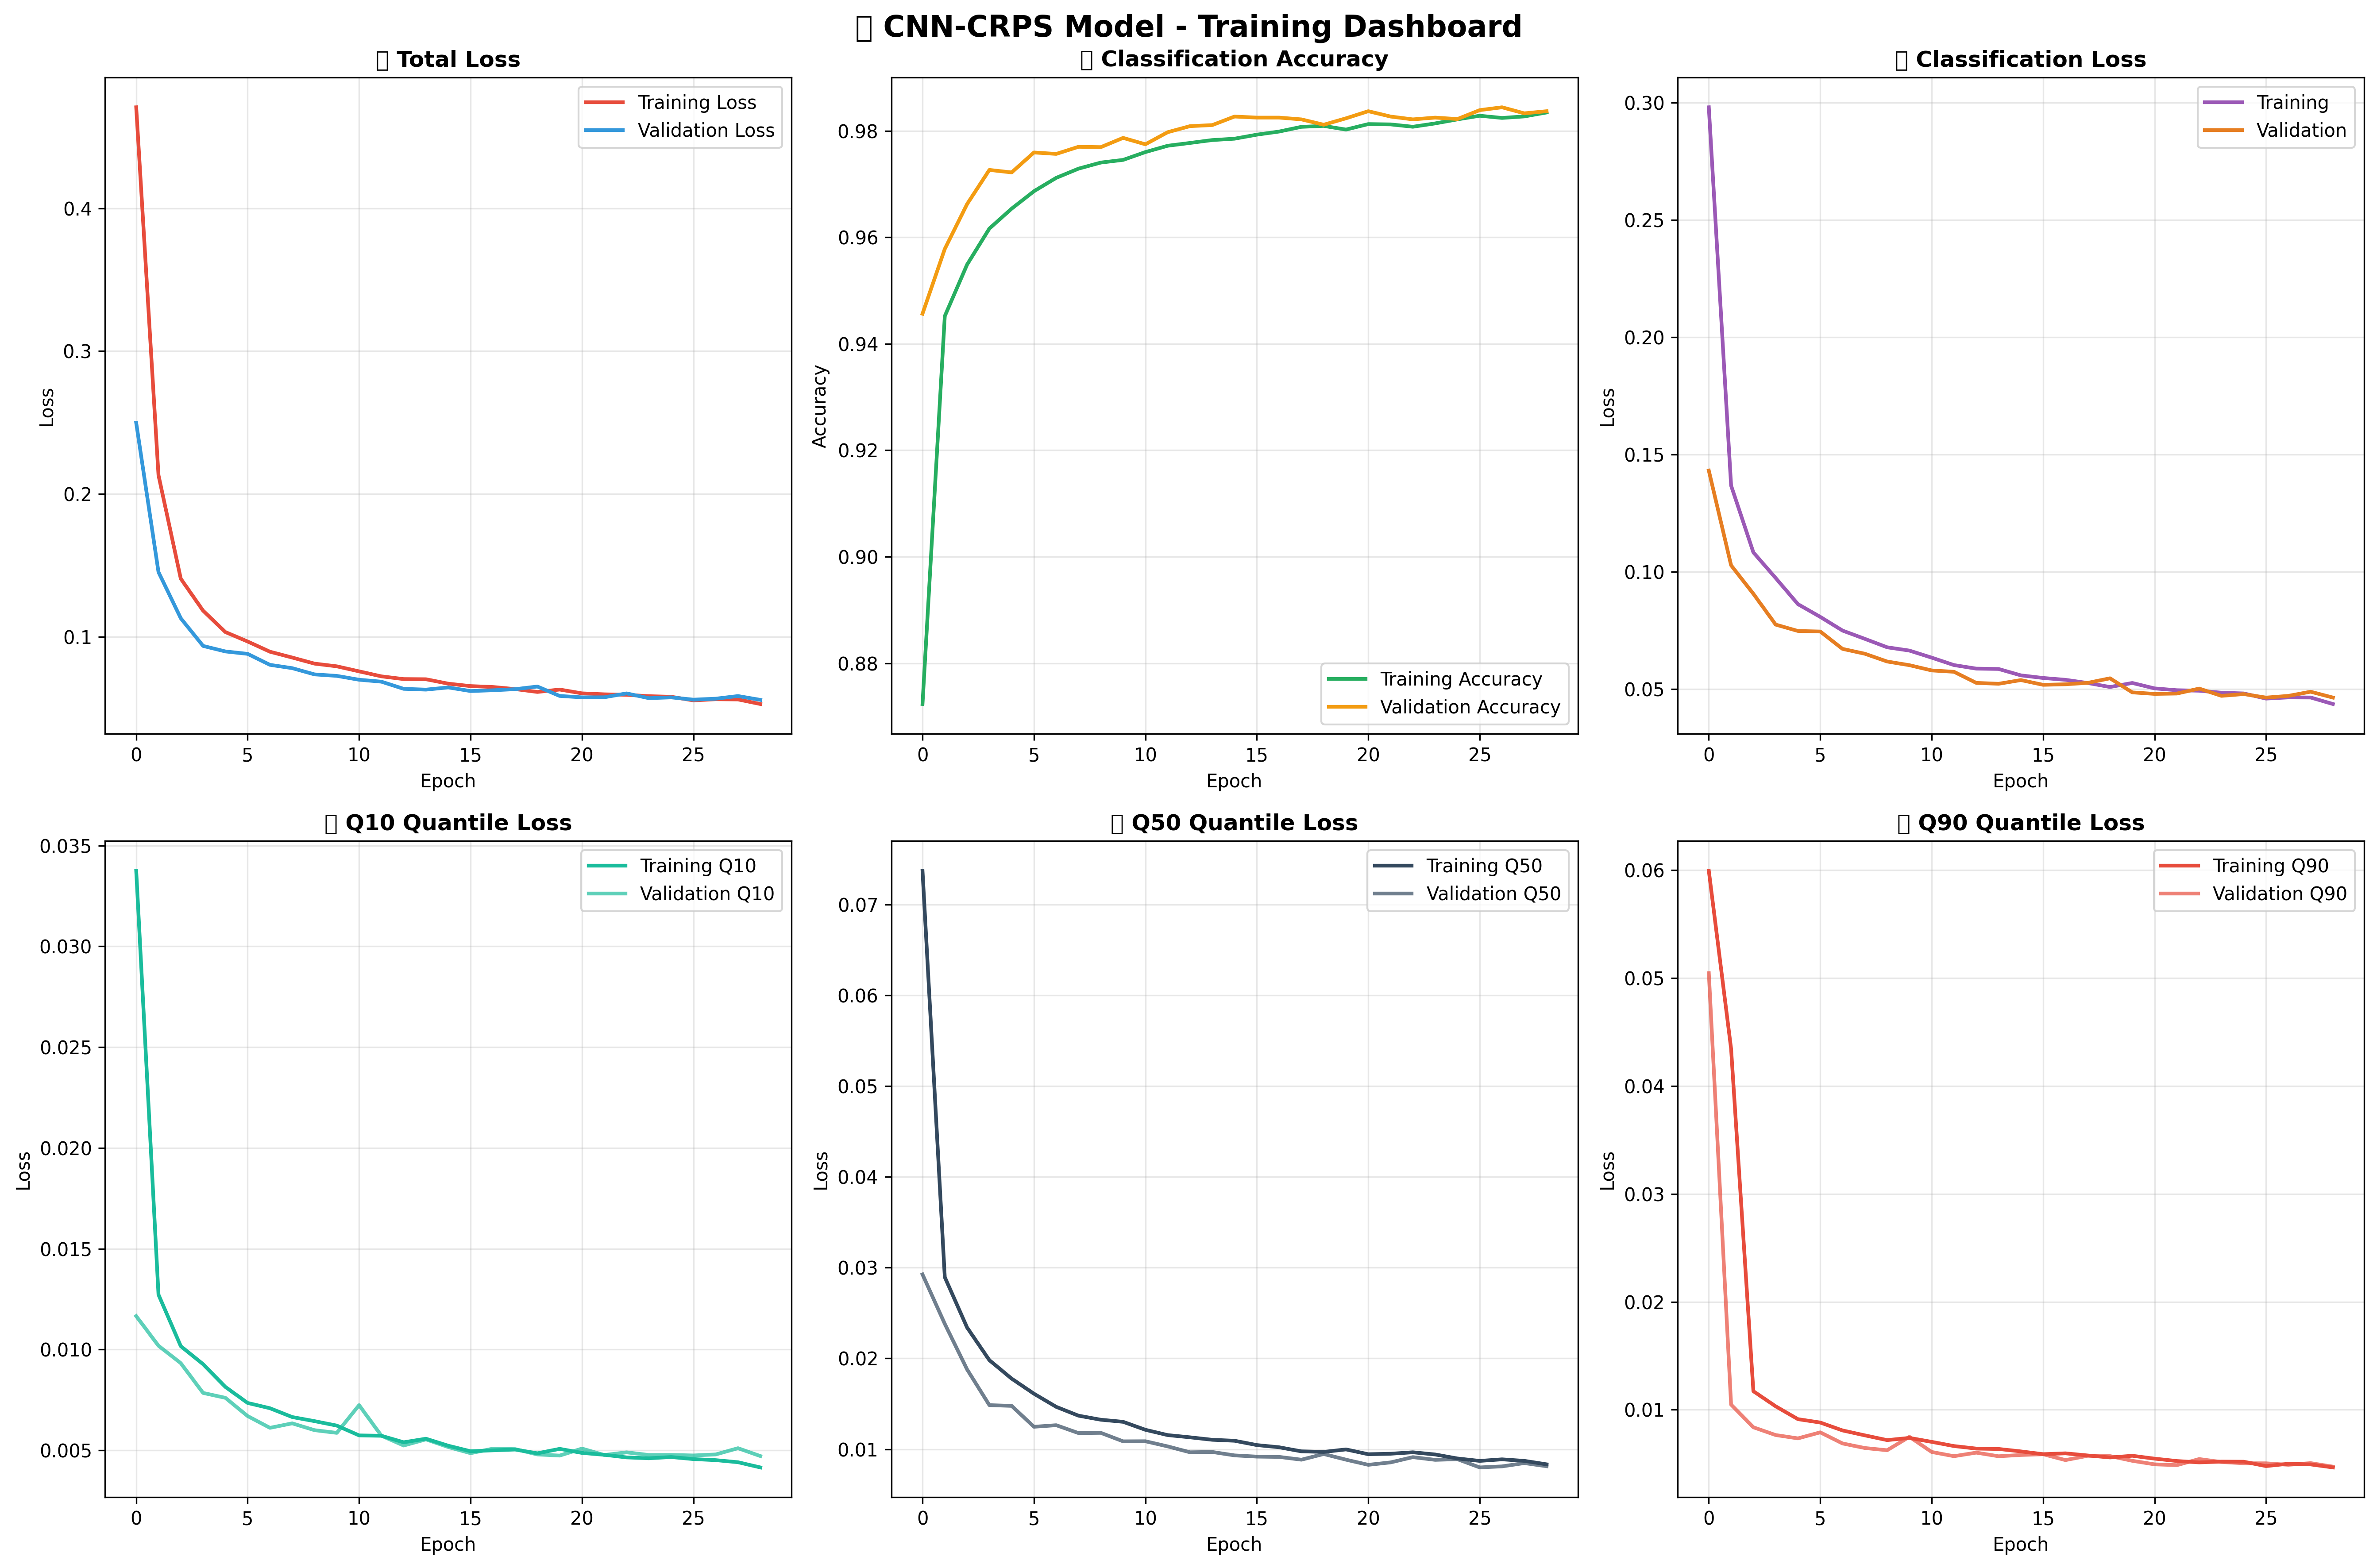 ▯ CNN-CRPS Model - Training Dashboard
▯ Total Loss
Training Loss
Validation Loss
0.4
0.3
0.2
0.1
Loss
0 5 10 15 20 25
Epoch
▯ Classification Accuracy
0.98
0.96
0.94
0.92
0.90
0.88
Accuracy
Training Accuracy
Validation Accuracy
0 5 10 15 20 25
Epoch
▯ Classification Loss
Training
Validation
0.30
0.25
0.20
0.15
0.10
0.05
Loss
0 5 10 15 20 25
Epoch
▯ Q10 Quantile Loss
Training Q10
Validation Q10
0.035
0.030
0.025
0.020
0.015
0.010
0.005
Loss
0 5 10 15 20 25
Epoch
▯ Q50 Quantile Loss
Training Q50
Validation Q50
0.07
0.06
0.05
0.04
0.03
0.02
0.01
Loss
0 5 10 15 20 25
Epoch
▯ Q90 Quantile Loss
Training Q90
Validation Q90
0.06
0.05
0.04
0.03
0.02
0.01
Loss
0 5 10 15 20 25
Epoch